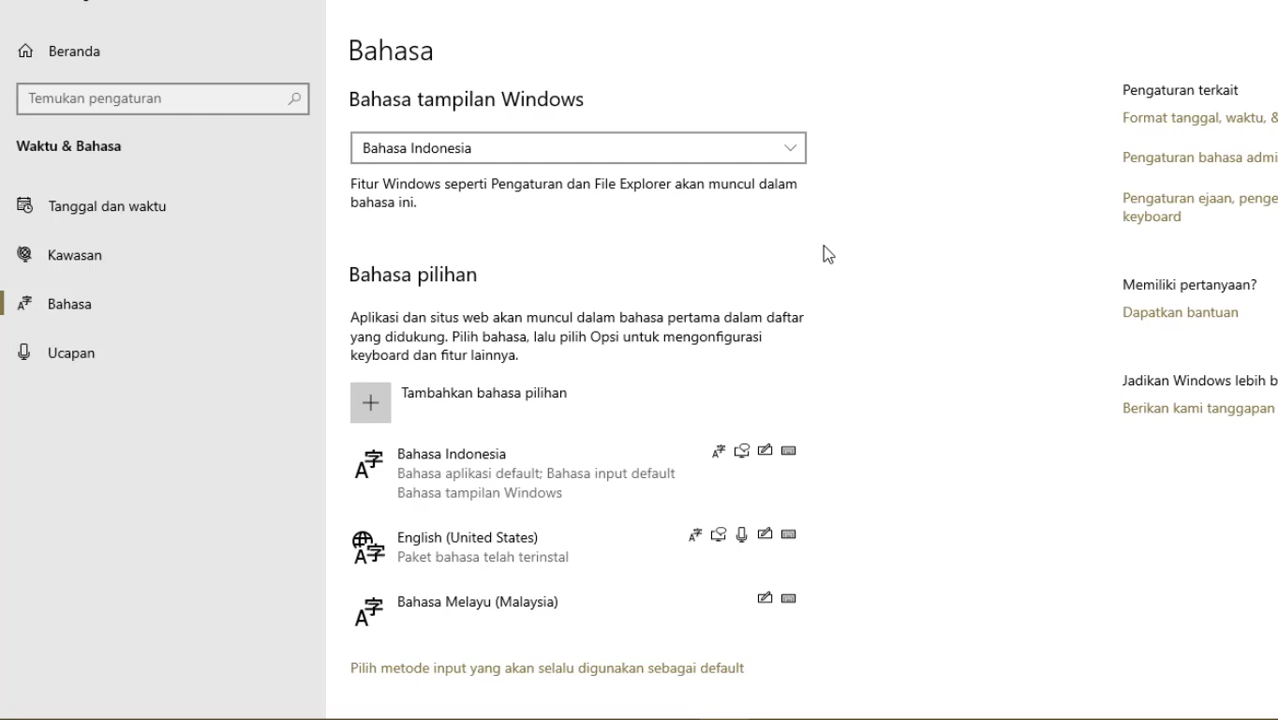 Beranda
Temukan pengaturan
Waktu & Bahasa
Tanggal dan waktu
Kawasan
Bahasa
Ucapan
Bahasa
Bahasa tampilan Windows
Bahasa Indonesia
Fitur Windows seperti Pengaturan dan File Explorer akan muncul dalam
bahasa ini.
Bahasa pilihan
Aplikasi dan situs web akan muncul dalam bahasa pertama dalam daftar
yang didukung. Pilih bahasa, lalu pilih Opsi untuk mengonfigurasi
keyboard dan fitur lainnya.
Tambahkan bahasa pilihan
Bahasa Indonesia
Bahasa aplikasi default; Bahasa input default
Bahasa tampilan Windows
English (United States)
Paket bahasa telah terinstal
Bahasa Melayu (Malaysia)
Pilih metode input yang akan selalu digunakan sebagai default
Pengaturan terkait
Format tanggal, waktu, &
Pengaturan bahasa admi
Pengaturan ejaan, penge
keyboard
Memiliki pertanyaan?
Dapatkan bantuan
Jadikan Windows lebih b
Berikan kami tanggapan